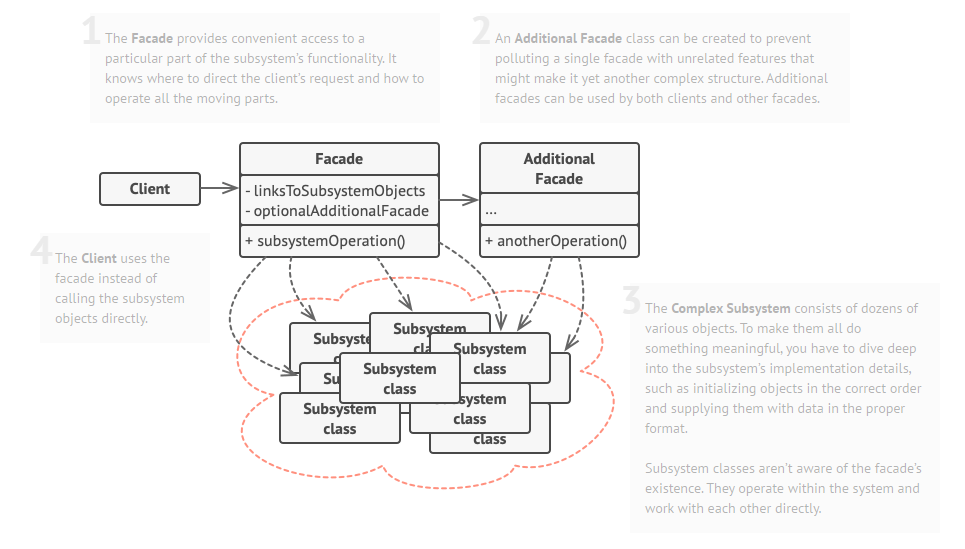 1
The Facade provides convenient access to a
particular part of the subsystem's functionality. It
knows where to direct the client's request and how to
operate all the moving parts.
2
An Additional Facade class can be created to prevent
polluting a single facade with unrelated features that
might make it yet another complex structure. Additional
facades can be used by both clients and other facades.
Client
Facade
- linksToSubsystemObjects
- optionalAdditionalFacade
+ subsystemOperation()
Additional
Facade
...
+ anotherOperation()
4
The Client uses the
facade instead of
calling the subsystem
objects directly.
3
The Complex Subsystem consists of dozens of
various objects. To make them all do
something meaningful, you have to dive deep
into the subsystem's implementation details,
such as initializing objects in the correct order
and supplying them with data in the proper
format.
Subsystem classes aren't aware of the facade's
existence. They operate within the system and
work with each other directly.
Subsystem
Subsystem
class
Subsystem
class
Subsystem
class
class
class